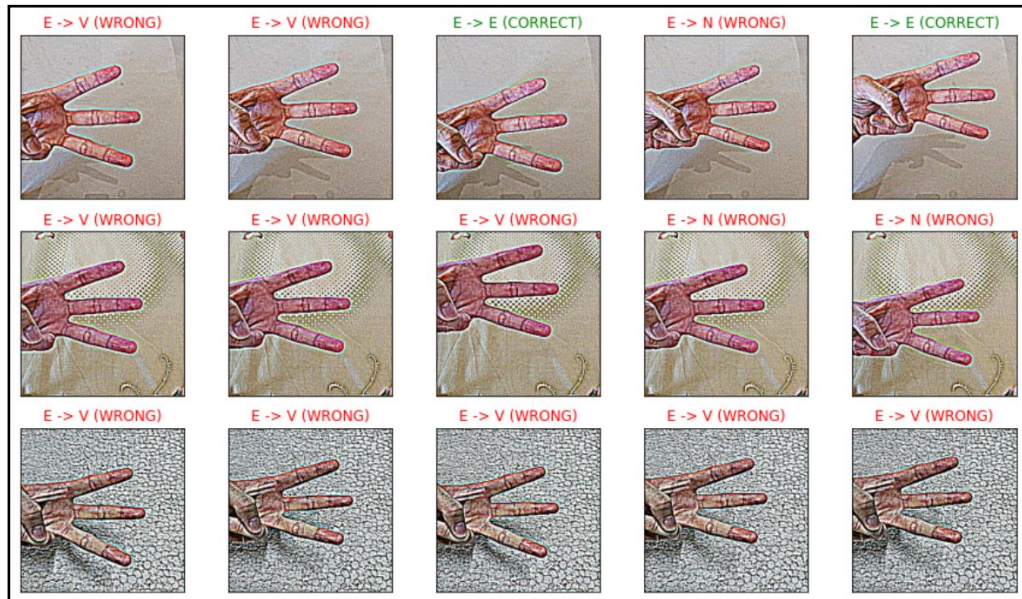 E -> V (WRONG) E -> V (WRONG) E -> E (CORRECT) E -> N (WRONG) E -> E (CORRECT)
E -> V (WRONG) E -> V (WRONG) E -> V (WRONG) E -> N (WRONG) E -> N (WRONG)
E -> V (WRONG) E -> V (WRONG) E -> V (WRONG) E -> V (WRONG) E -> V (WRONG)